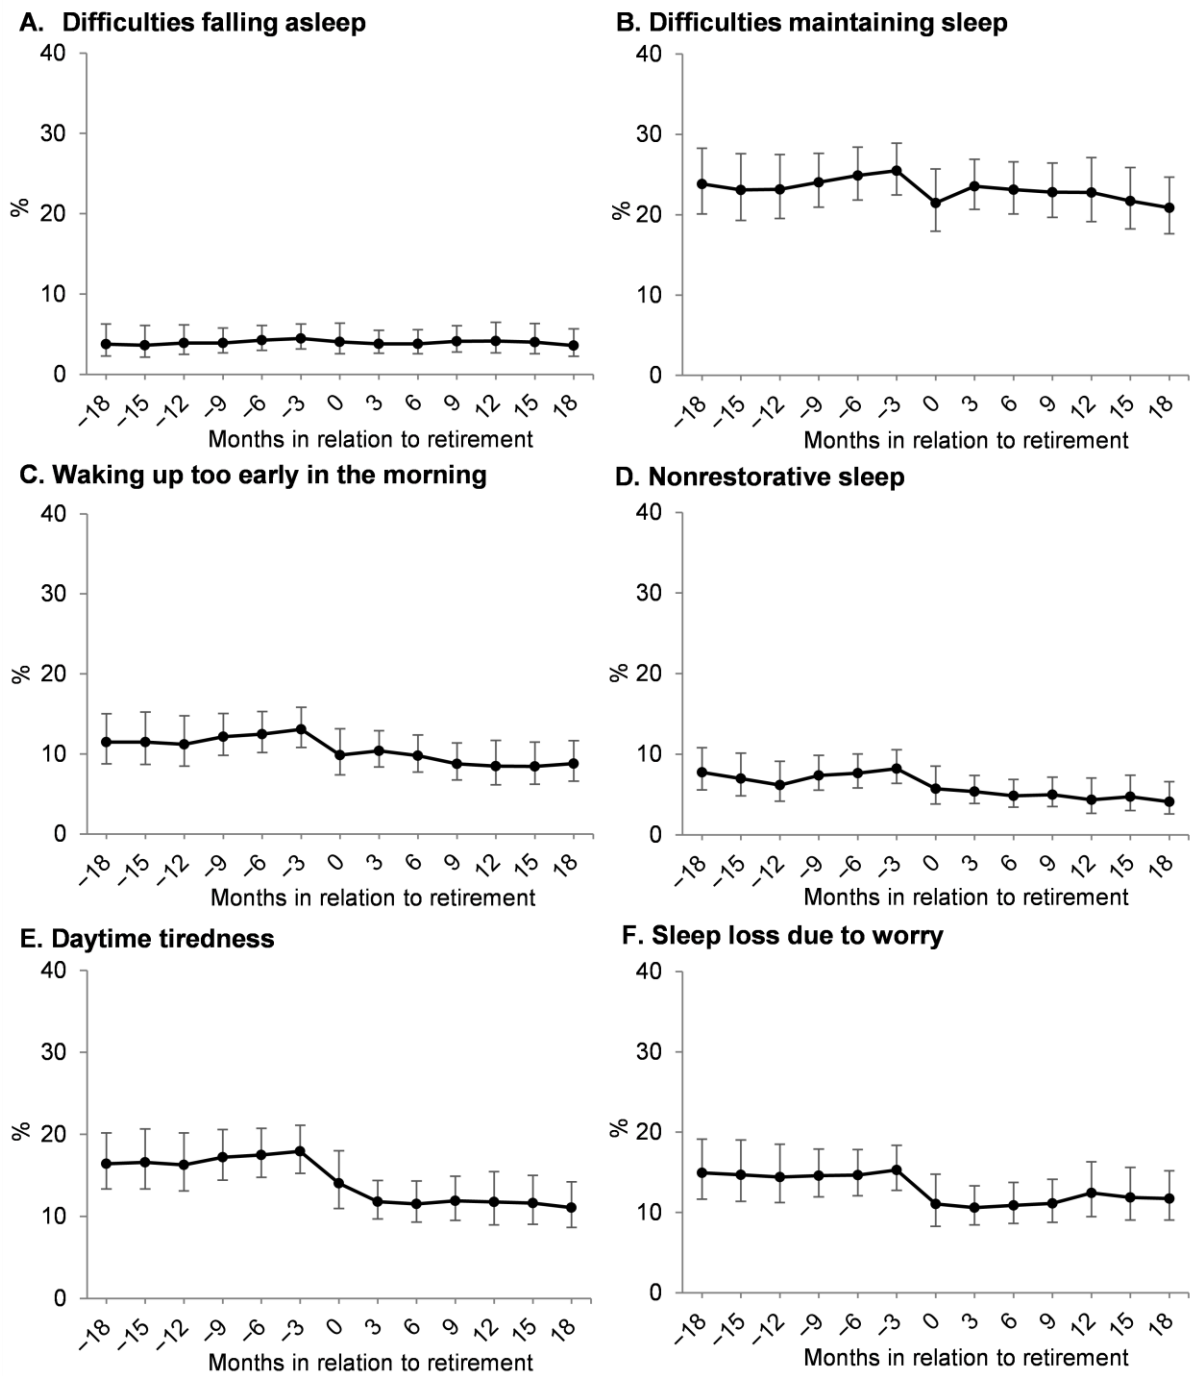 A. Difficulties falling asleep
40
30
20
10
0
%
−18 −15 −12 −9 −6 −3 0 3 6 9 12 15 18
Months in relation to retirement
B. Difficulties maintaining sleep
40
30
20
10
0
%
−18 −15 −12 −9 −6 −3 0 3 6 9 12 15 18
Months in relation to retirement
C. Waking up too early in the morning
40
30
20
10
0
%
−18 −15 −12 −9 −6 −3 0 3 6 9 12 15 18
Months in relation to retirement
D. Nonrestorative sleep
40
30
20
10
0
%
−18 −15 −12 −9 −6 −3 0 3 6 9 12 15 18
Months in relation to retirement
E. Daytime tiredness
40
30
20
10
0
%
−18 −15 −12 −9 −6 −3 0 3 6 9 12 15 18
Months in relation to retirement
F. Sleep loss due to worry
40
30
20
10
0
%
−18 −15 −12 −9 −6 −3 0 3 6 9 12 15 18
Months in relation to retirement